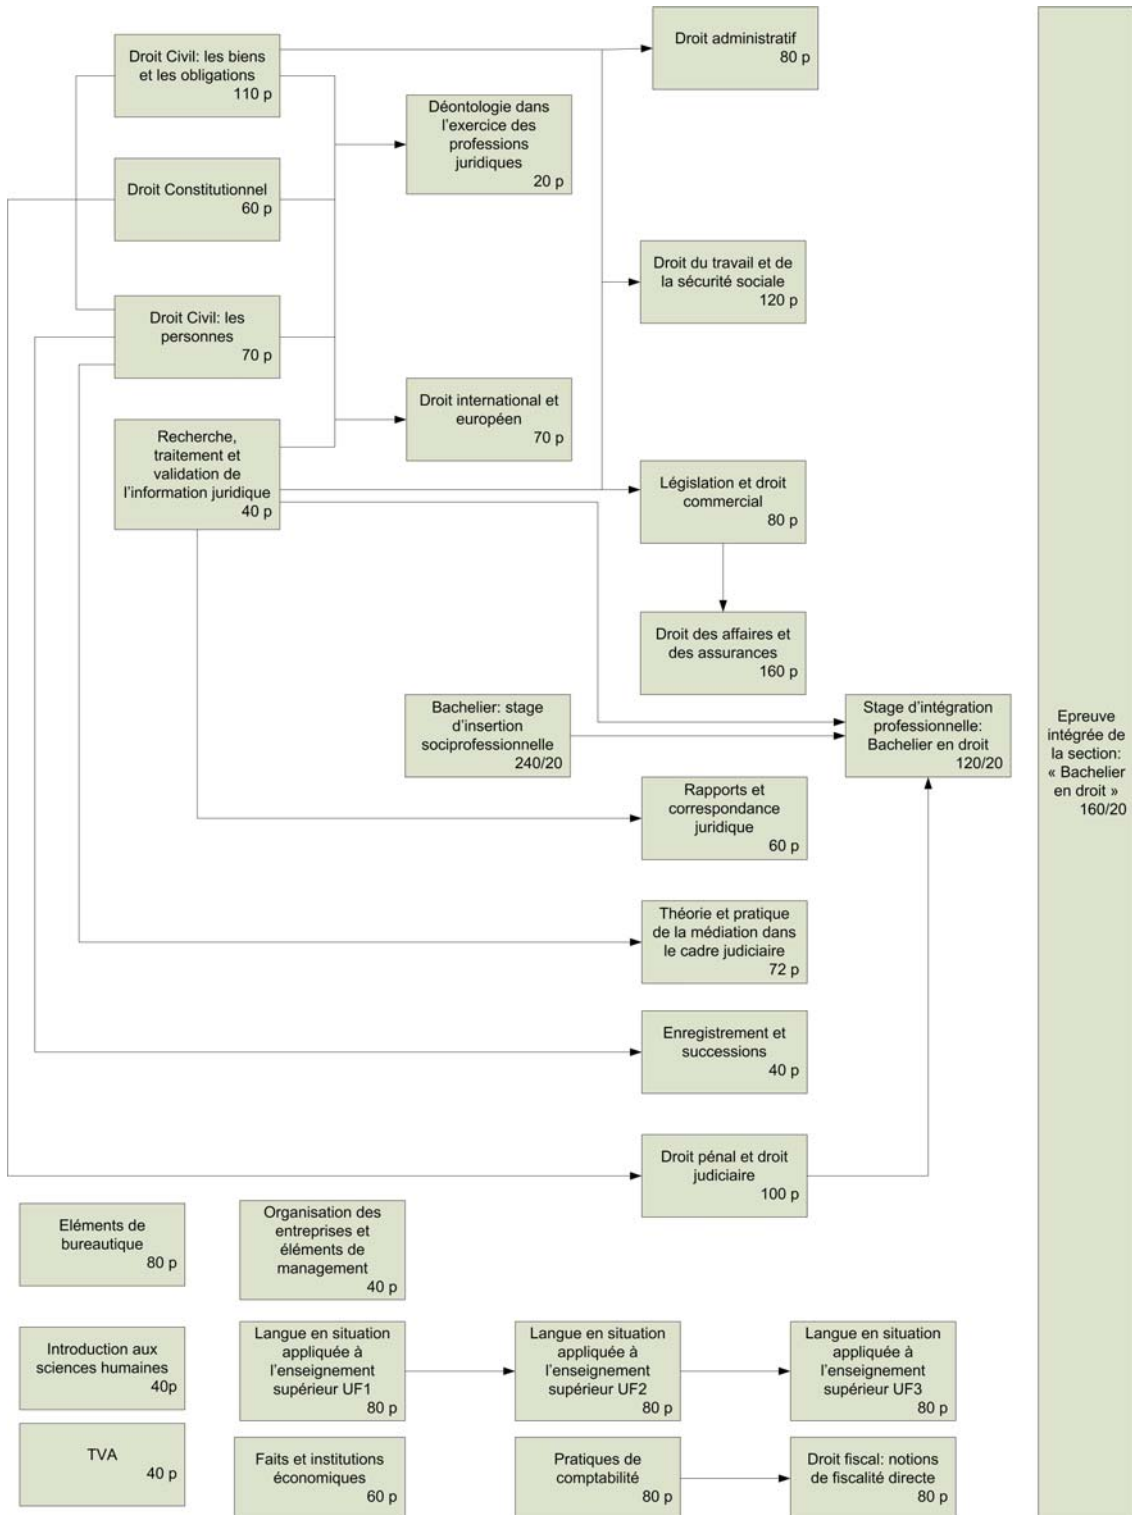 Droit Civil: les biens
et les obligations
110 p
Droit administratif
80 p
Déontologie dans
l'exercice des
professions
juridiques
20 p
Droit Constitutionnel
60 p
Droit du travail et de
la sécurité sociale
120 p
Droit Civil: les
personnes
70 p
Droit international et
européen
70 p
Recherche,
traitement et
validation de
l'information juridique
40 p
Législation et droit
commercial
80 p
Droit des affaires et
des assurances
160 p
Bachelier: stage
d'insertion
sociprofessionnelle
240/20
Stage d'intégration
professionnelle:
Bachelier en droit
120/20
Epreuve
intégrée de
la section:
« Bachelier
en droit »
160/20
Rapports et
correspondance
juridique
60 p
Théorie et pratique
de la médiation dans
le cadre judiciaire
72 p
Enregistrement et
successions
40 p
Droit pénal et droit
judiciaire
100 p
Eléments de
bureautique
80 p
Organisation des
entreprises et
éléments de
management
40 p
Introduction aux
sciences humaines
40p
Langue en situation
appliquée à
l'enseignement
supérieur UF1
80 p
Langue en situation
appliquée à
l'enseignement
supérieur UF2
80 p
Langue en situation
appliquée à
l'enseignement
supérieur UF3
80 p
TVA
40 p
Faits et institutions
économiques
60 p
Pratiques de
comptabilité
80 p
Droit fiscal: notions
de fiscalité directe
80 p